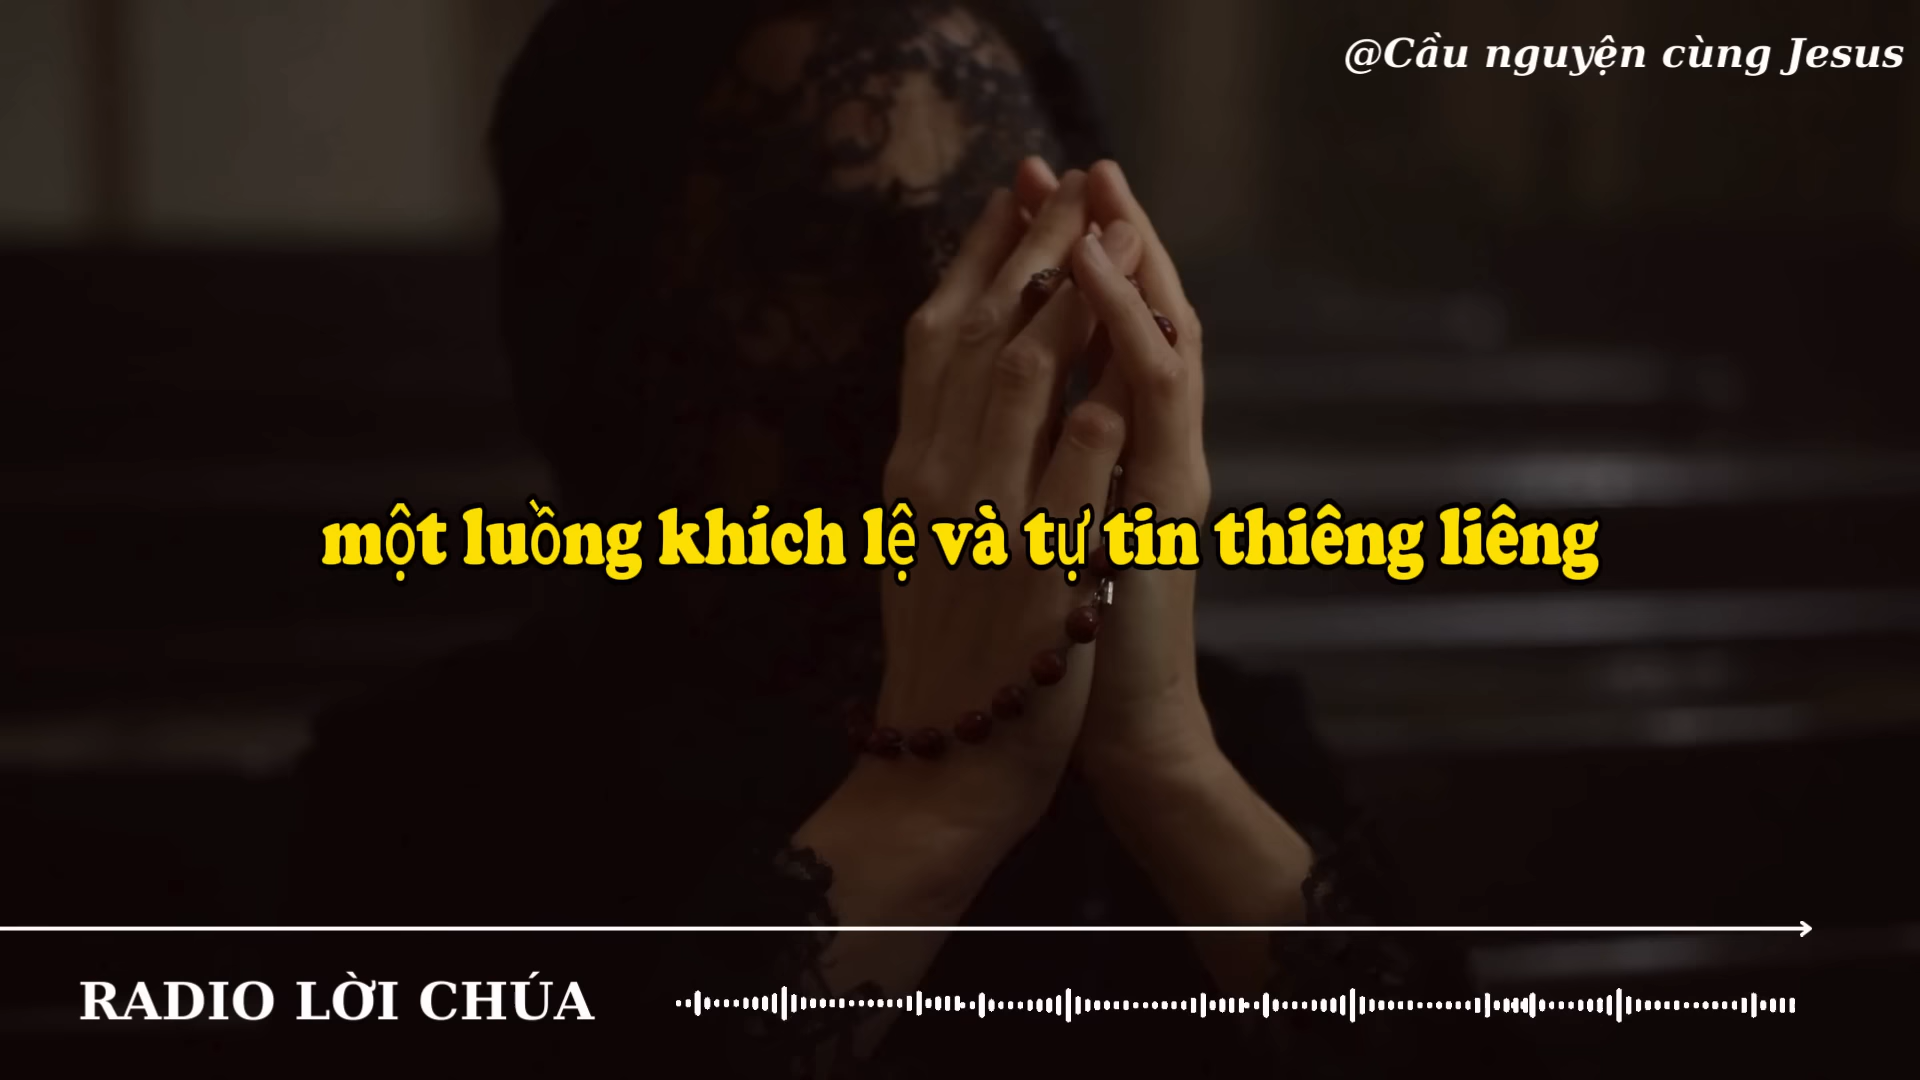 @Cầu nguyện cùng Jesus
một luồng khích lệ và tự tin thiêng liêng
RADIO LỜI CHÚA